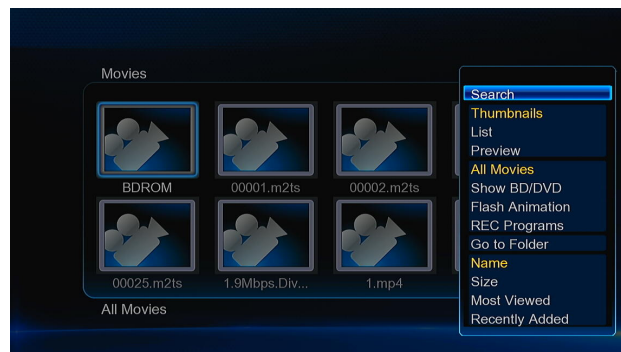 Movies
BDROM
00001.m2ts
00002.m2ts
00025.m2ts
1.9Mbps.Div...
1.mp4
All Movies
Search
Thumbnails
List
Preview
All Movies
Show BD/DVD
Flash Animation
REC Programs
Go to Folder
Name
Size
Most Viewed
Recently Added